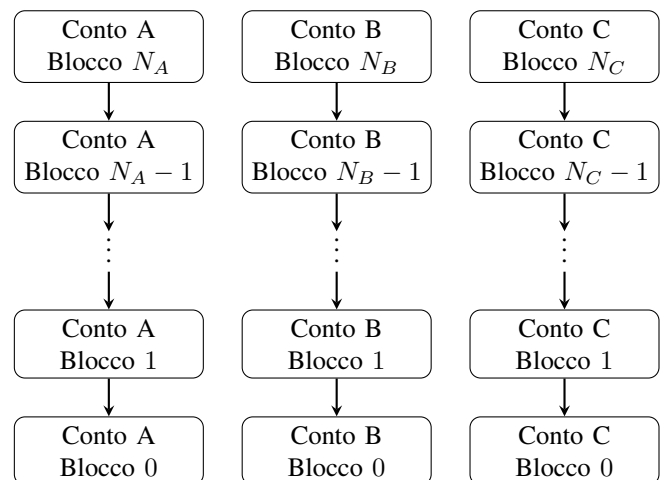 Conto A
Blocco N_A
Conto B
Blocco N_B
Conto C
Blocco N_C
Conto A
Blocco N_A − 1
Conto B
Blocco N_B − 1
Conto C
Blocco N_C − 1
Conto A
Blocco 1
Conto B
Blocco 1
Conto C
Blocco 1
Conto A
Blocco 0
Conto B
Blocco 0
Conto C
Blocco 0